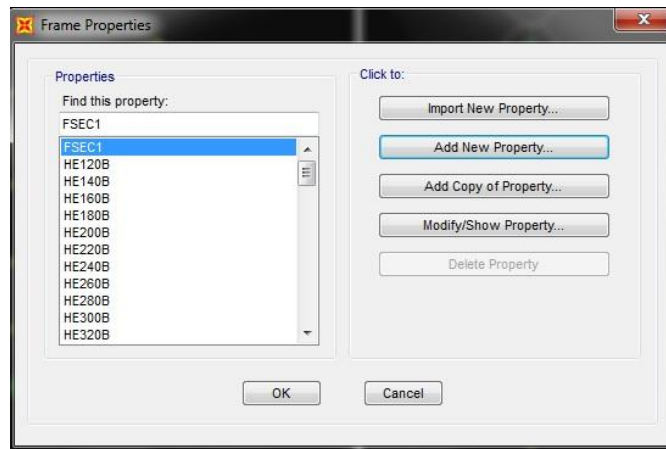 Frame Properties
Properties
Find this property:
FSEC1
FSEC1
HE120B
HE140B
HE160B
HE180B
HE200B
HE220B
HE240B
HE260B
HE280B
HE300B
HE320B
Click to:
Import New Property...
Add New Property...
Add Copy of Property...
Modify/Show Property...
Delete Property
OK
Cancel